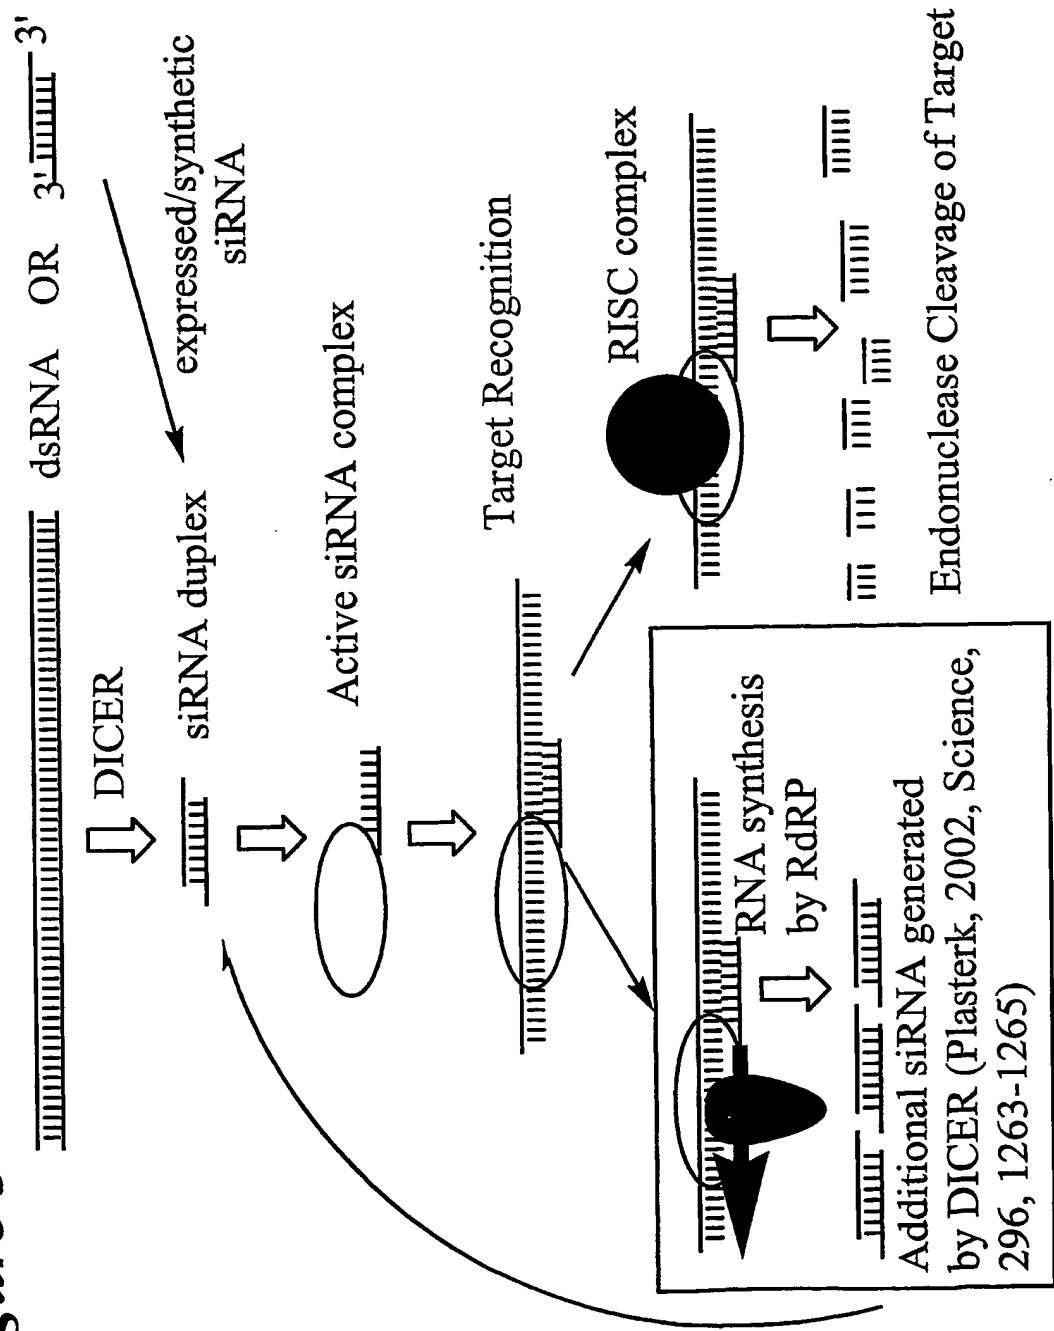 dsRNA OR 3' 3'
DICER
expressed/synthetic
siRNA
siRNA duplex
Active siRNA complex
Target Recognition
RISC complex
RNA synthesis
by RdRP
Additional siRNA generated
by DICER (Plasterk, 2002, Science,
296, 1263-1265)
Endonuclease Cleavage of Target